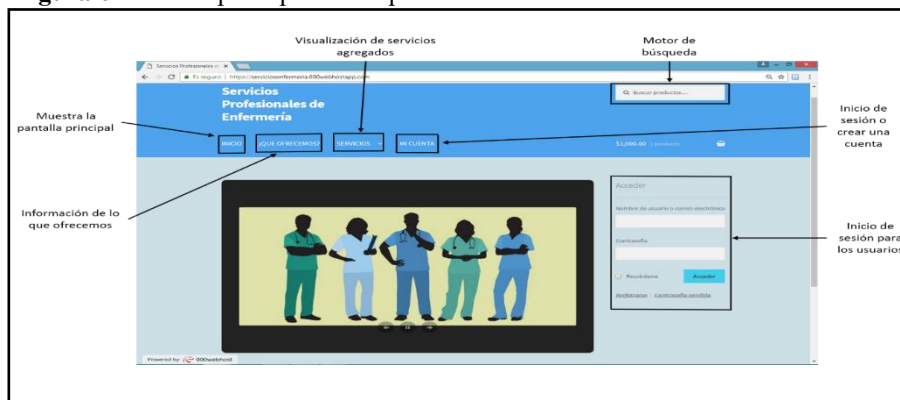 Visualización de servicios
agregados
Motor de
búsqueda
Servicios Profesionales d
Es seguro | https://serviciosenfermeria.000webhostapp.com
Servicios
Profesionales de
Enfermería
Buscar productos...
Muestra la
pantalla principal
Inicio de
sesión o
crear una
cuenta
INICIO ¿QUE OFRECEMOS? SERVICIOS MI CUENTA
$1,000.00 1 producto
Acceder
Nombre de usuario o correo electrónico
Información de lo
que ofrecemos
Contraseña
Inicio de
sesión para
los usuarios
Recuérdame Acceder
Registrarse | Contraseña perdida
Powered by 000webhost